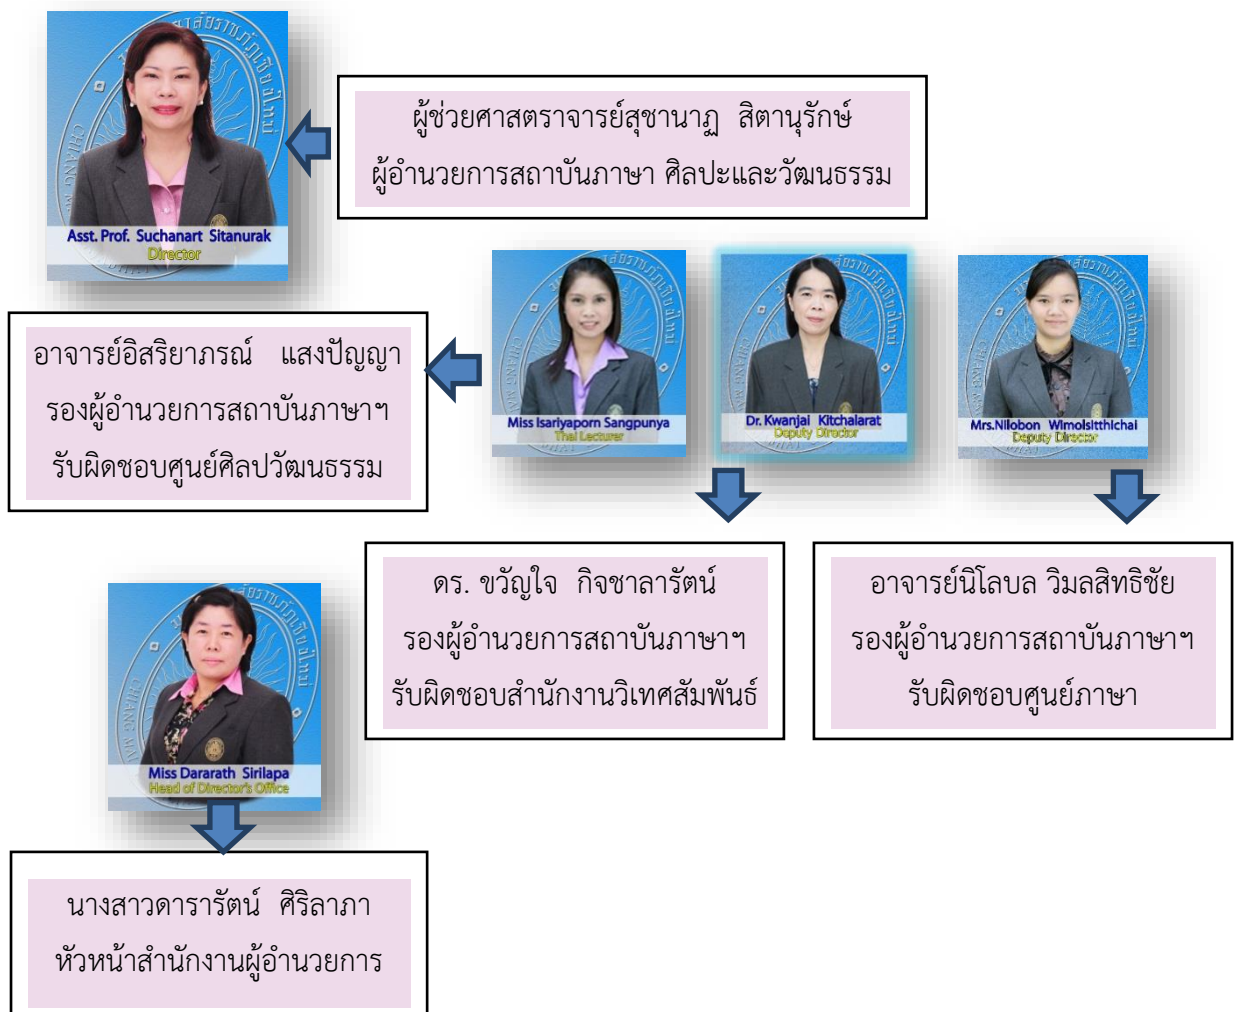 Asst. Prof. Suchanart Sitanurak
Director
ผู้ช่วยศาสตราจารย์สุชานาฏ สิตานุรักษ์
ผู้อำนวยการสถาบันภาษา ศิลปะและวัฒนธรรม
Miss Isariyaporn Sangpunya
Thai Lecturer
Dr. Kwanjai Kitchalarat
Deputy Director
Mrs.Nilobon Wimolsitthichai
Deputy Director
อาจารย์อิสริยาภรณ์ แสงปัญญา
รองผู้อำนวยการสถาบันภาษาฯ
รับผิดชอบศูนย์ศิลปวัฒนธรรม
ดร. ขวัญใจ กิจชาลารัตน์
รองผู้อำนวยการสถาบันภาษาฯ
รับผิดชอบสำนักงานวิเทศสัมพันธ์
อาจารย์นิโลบล วิมลสิทธิชัย
รองผู้อำนวยการสถาบันภาษาฯ
รับผิดชอบศูนย์ภาษา
Miss Dararath Sirilapa
Head of Director's Office
นางสาวดารารัตน์ ศิริลาภา
หัวหน้าสำนักงานผู้อำนวยการ